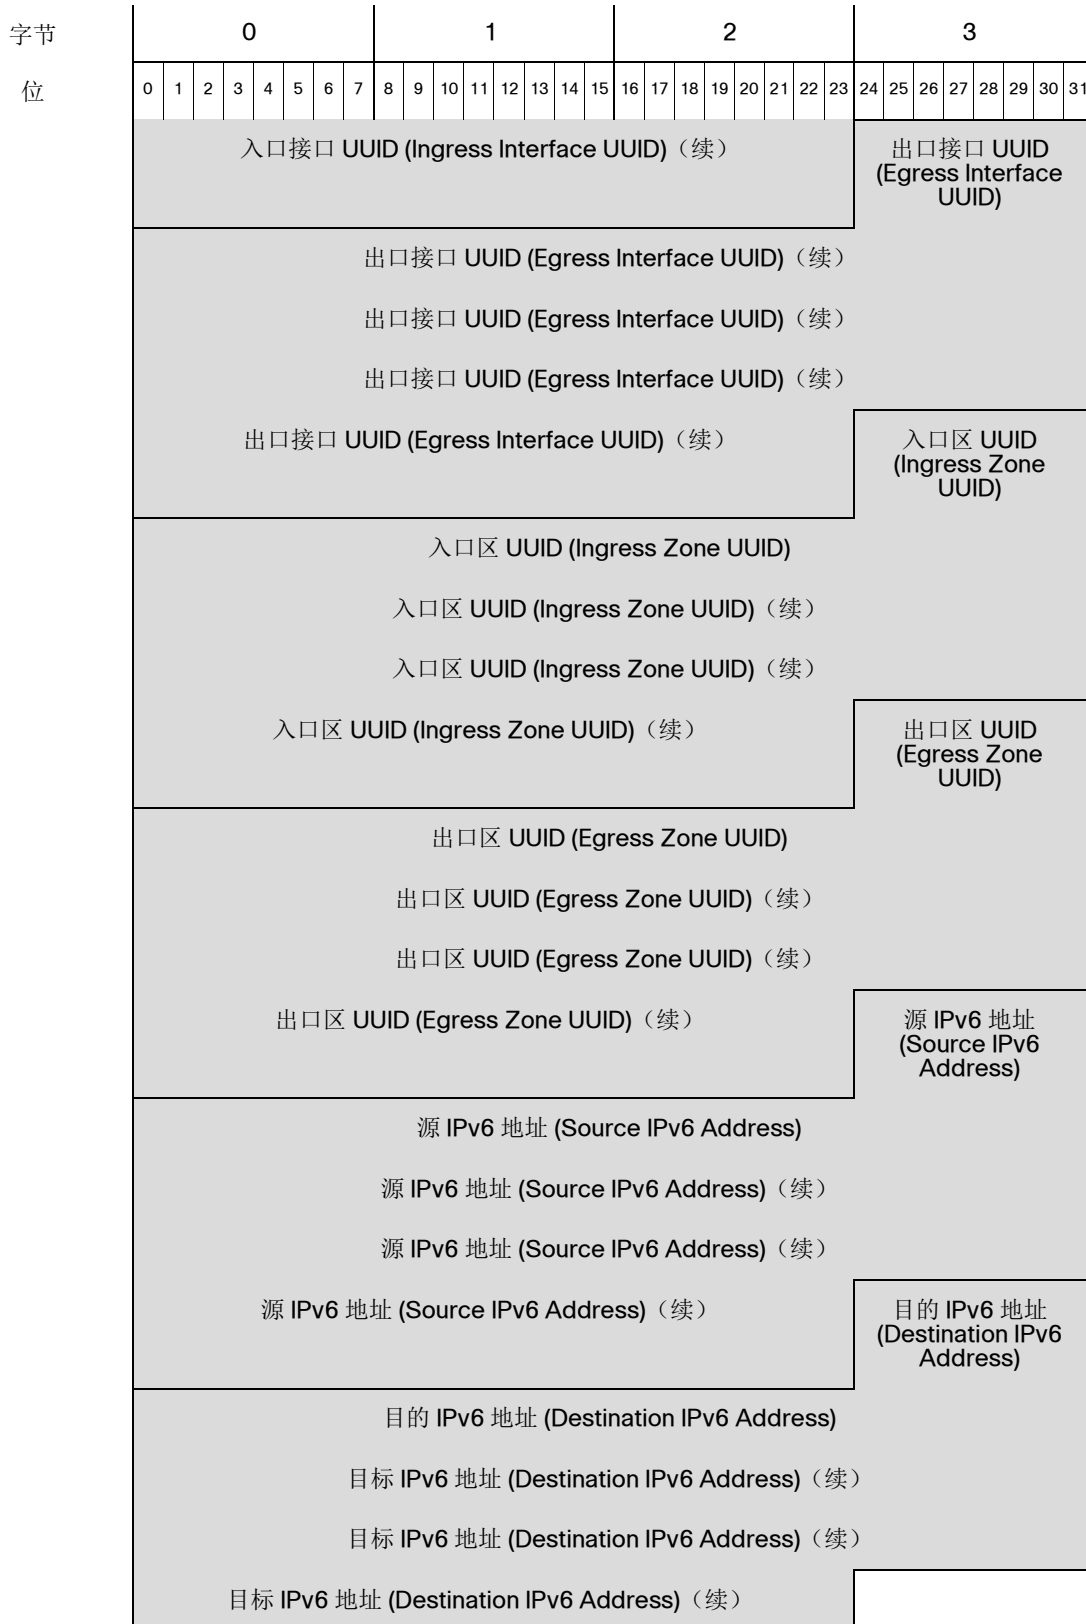 字节 0 1 2 3
位 0 1 2 3 4 5 6 7 8 9 10 11 12 13 14 15 16 17 18 19 20 21 22 23 24 25 26 27 28 29 30 31
入口接口 UUID (Ingress Interface UUID)（续）
出口接口 UUID
(Egress Interface
UUID)
出口接口 UUID (Egress Interface UUID)（续）
出口接口 UUID (Egress Interface UUID)（续）
出口接口 UUID (Egress Interface UUID)（续）
出口接口 UUID (Egress Interface UUID)（续）
入口区 UUID
(Ingress Zone
UUID)
入口区 UUID (Ingress Zone UUID)
入口区 UUID (Ingress Zone UUID)（续）
入口区 UUID (Ingress Zone UUID)（续）
入口区 UUID (Ingress Zone UUID)（续）
出口区 UUID
(Egress Zone
UUID)
出口区 UUID (Egress Zone UUID)
出口区 UUID (Egress Zone UUID)（续）
出口区 UUID (Egress Zone UUID)（续）
出口区 UUID (Egress Zone UUID)（续）
源 IPv6 地址
(Source IPv6
Address)
源 IPv6 地址 (Source IPv6 Address)
源 IPv6 地址 (Source IPv6 Address)（续）
源 IPv6 地址 (Source IPv6 Address)（续）
源 IPv6 地址 (Source IPv6 Address)（续）
目的 IPv6 地址
(Destination IPv6
Address)
目的 IPv6 地址 (Destination IPv6 Address)
目标 IPv6 地址 (Destination IPv6 Address)（续）
目标 IPv6 地址 (Destination IPv6 Address)（续）
目标 IPv6 地址 (Destination IPv6 Address)（续）